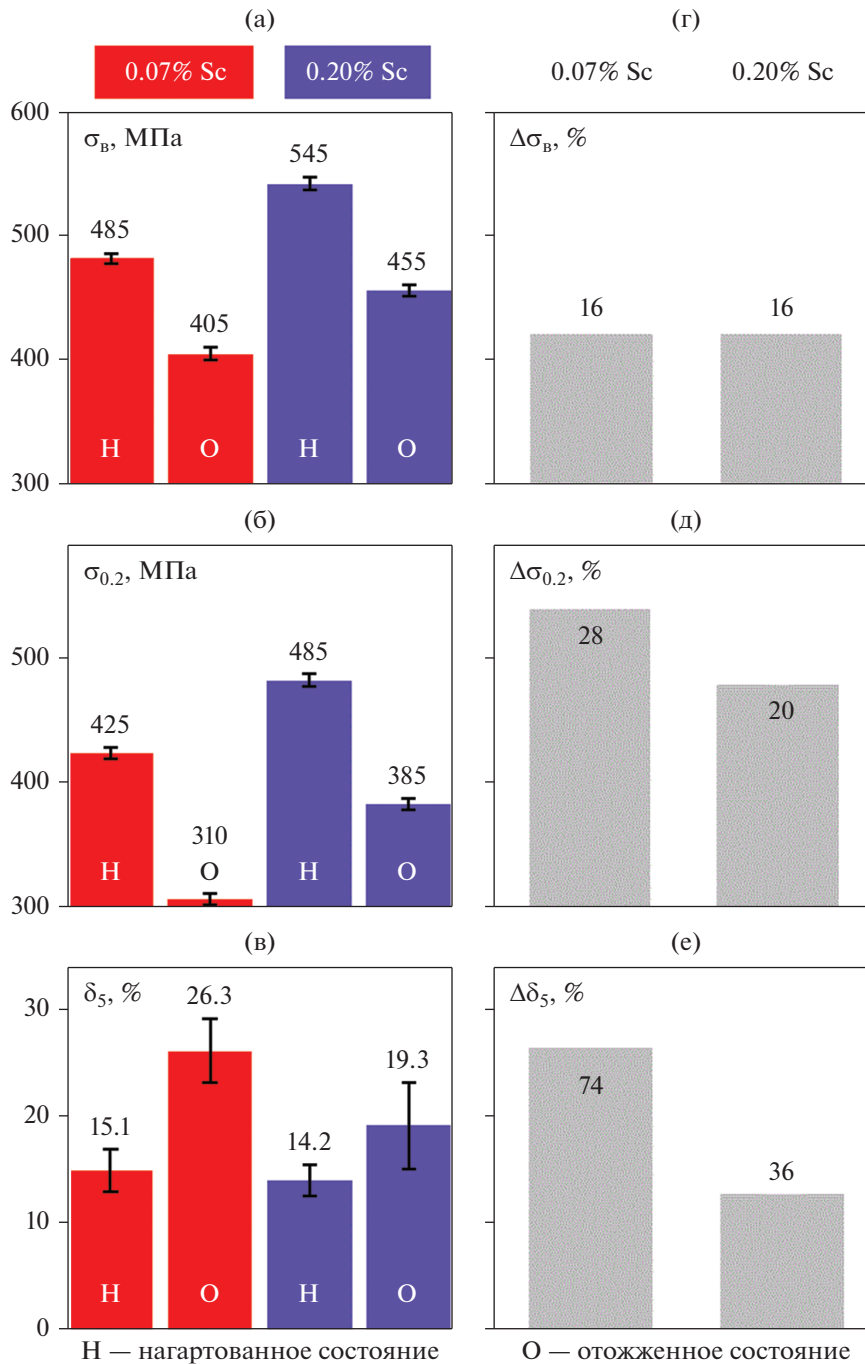 (а)
(г)
0.07% Sc
0.20% Sc
0.07% Sc
0.20% Sc
600
500
400
300
σв, МПа
485
405
545
455
Н
О
Н
О
Δσв, %
16
16
(б)
(д)
500
400
300
σ0.2, МПа
425
310
485
385
Н
О
Н
О
Δσ0.2, %
28
20
(в)
(е)
30
20
10
0
δ5, %
15.1
26.3
14.2
19.3
Н
О
Н
О
Δδ5, %
74
36
Н — нагартованное состояние
О — отожженное состояние